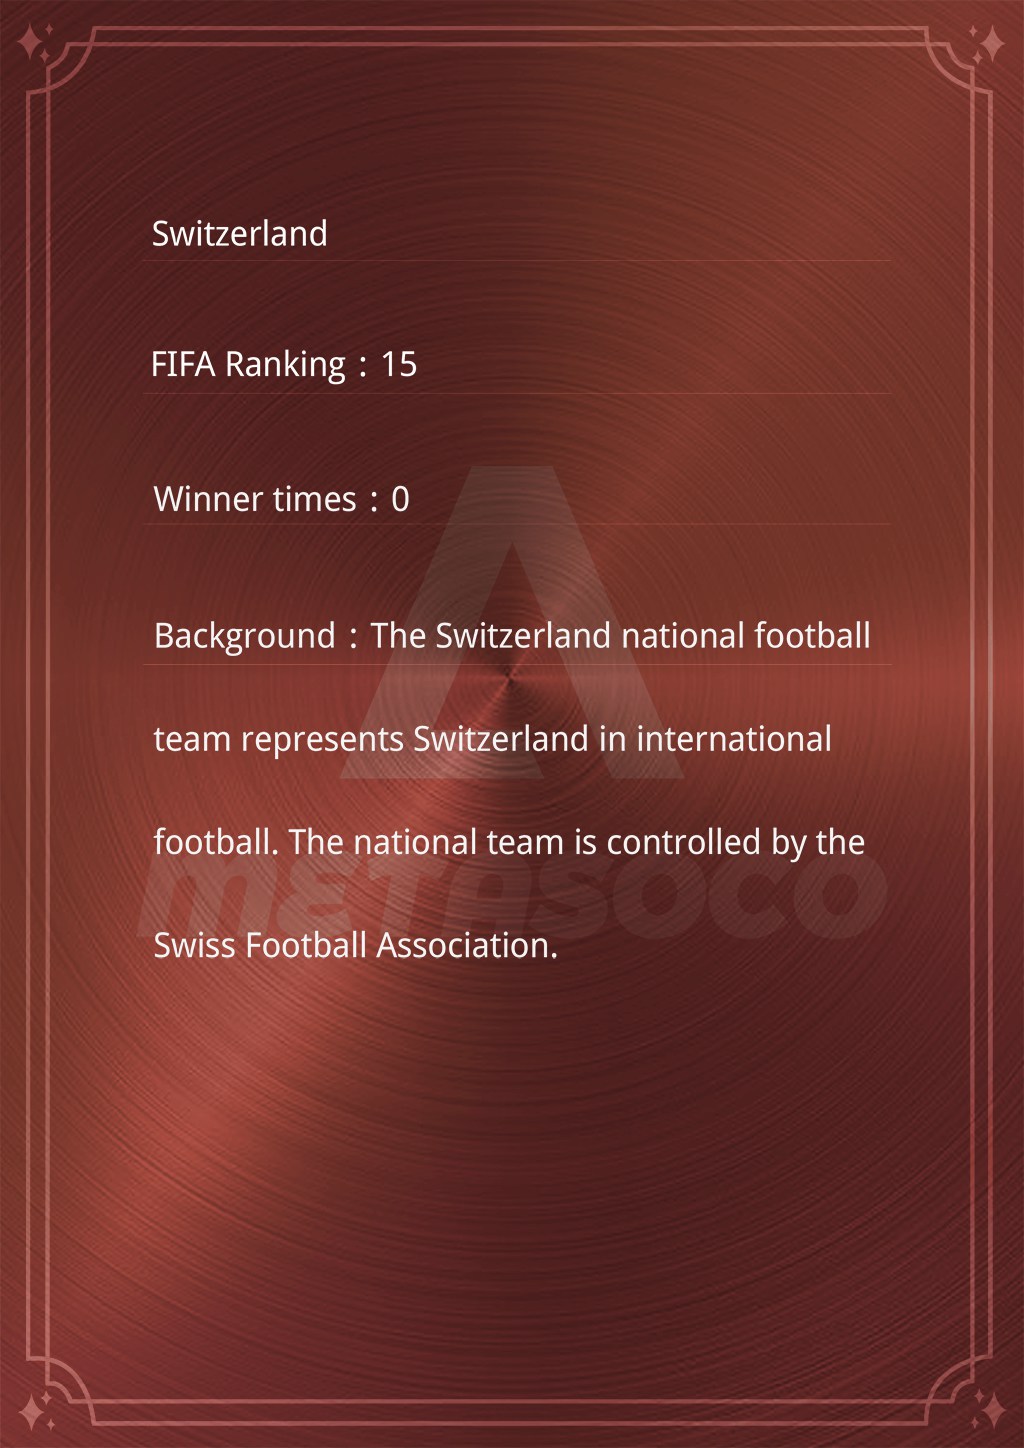 Switzerland
FIFA Ranking：15
Winner times：0
Background：The Switzerland national football
team represents Switzerland in international
football. The national team is controlled by the
METASOCO
Swiss Football Association.